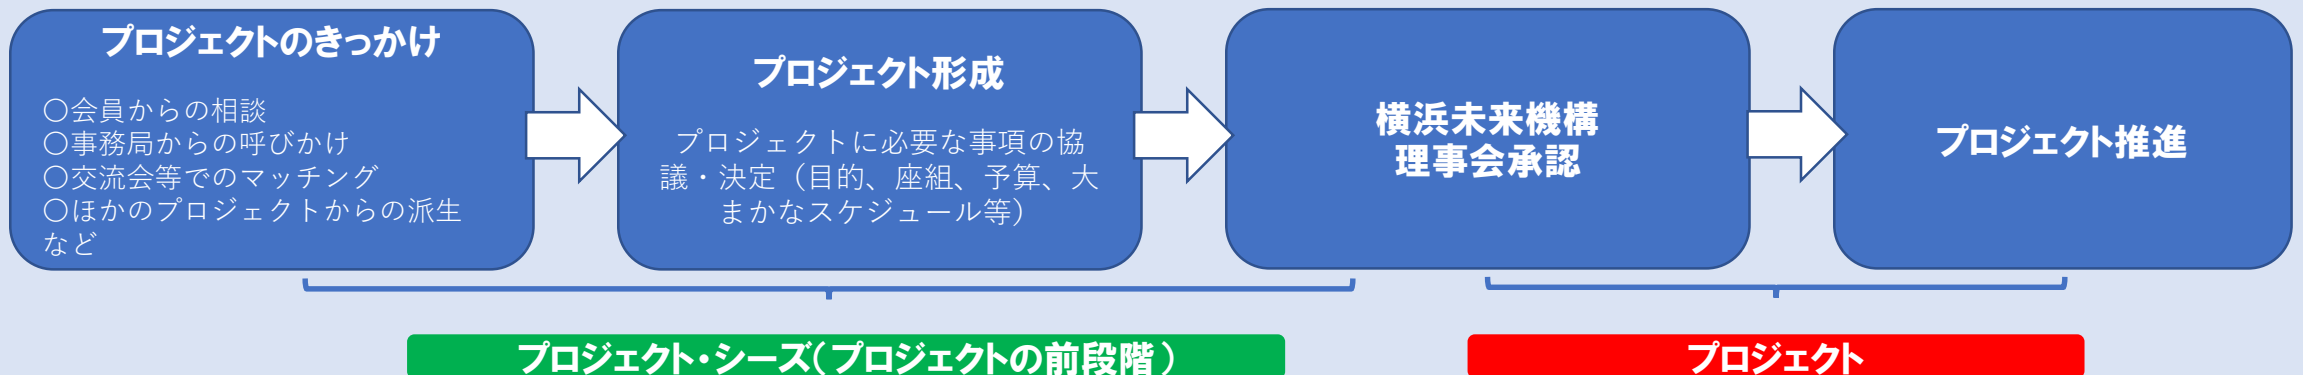 プロジェクトのきっかけ
〇会員からの相談
〇事務局からの呼びかけ
〇交流会等でのマッチング
〇ほかのプロジェクトからの派生
など
プロジェクト形成
プロジェクトに必要な事項の協
議・決定（目的、座組、予算、大
まかなスケジュール等）
横浜未来機構
理事会承認
プロジェクト推進
プロジェクト・シーズ（プロジェクトの前段階）
プロジェクト